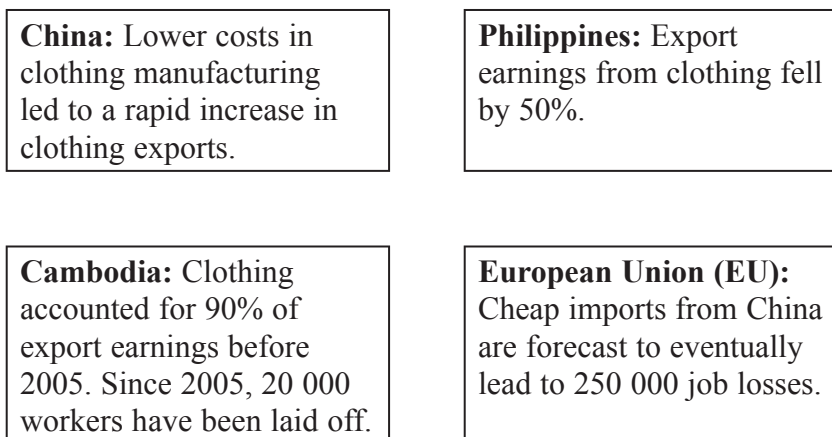 China: Lower costs in
clothing manufacturing
led to a rapid increase in
clothing exports.
Philippines: Export
earnings from clothing fell
by 50%.
Cambodia: Clothing
accounted for 90% of
export earnings before
2005. Since 2005, 20 000
workers have been laid off.
European Union (EU):
Cheap imports from China
are forecast to eventually
lead to 250 000 job losses.